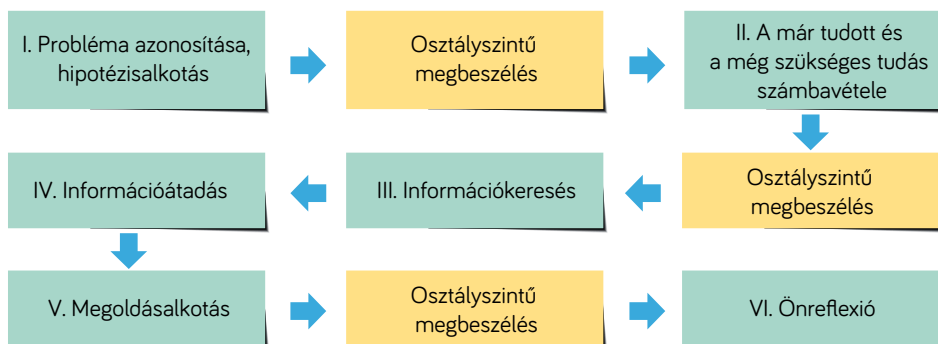 I. Probléma azonosítása,
hipotézisalkotás
Osztályszintű
megbeszélés
II. A már tudott és
a még szükséges tudás
számbavétele
Osztályszintű
megbeszélés
III. Információkeresés
IV. Információátadás
V. Megoldásalkotás
Osztályszintű
megbeszélés
VI. Önreflexió